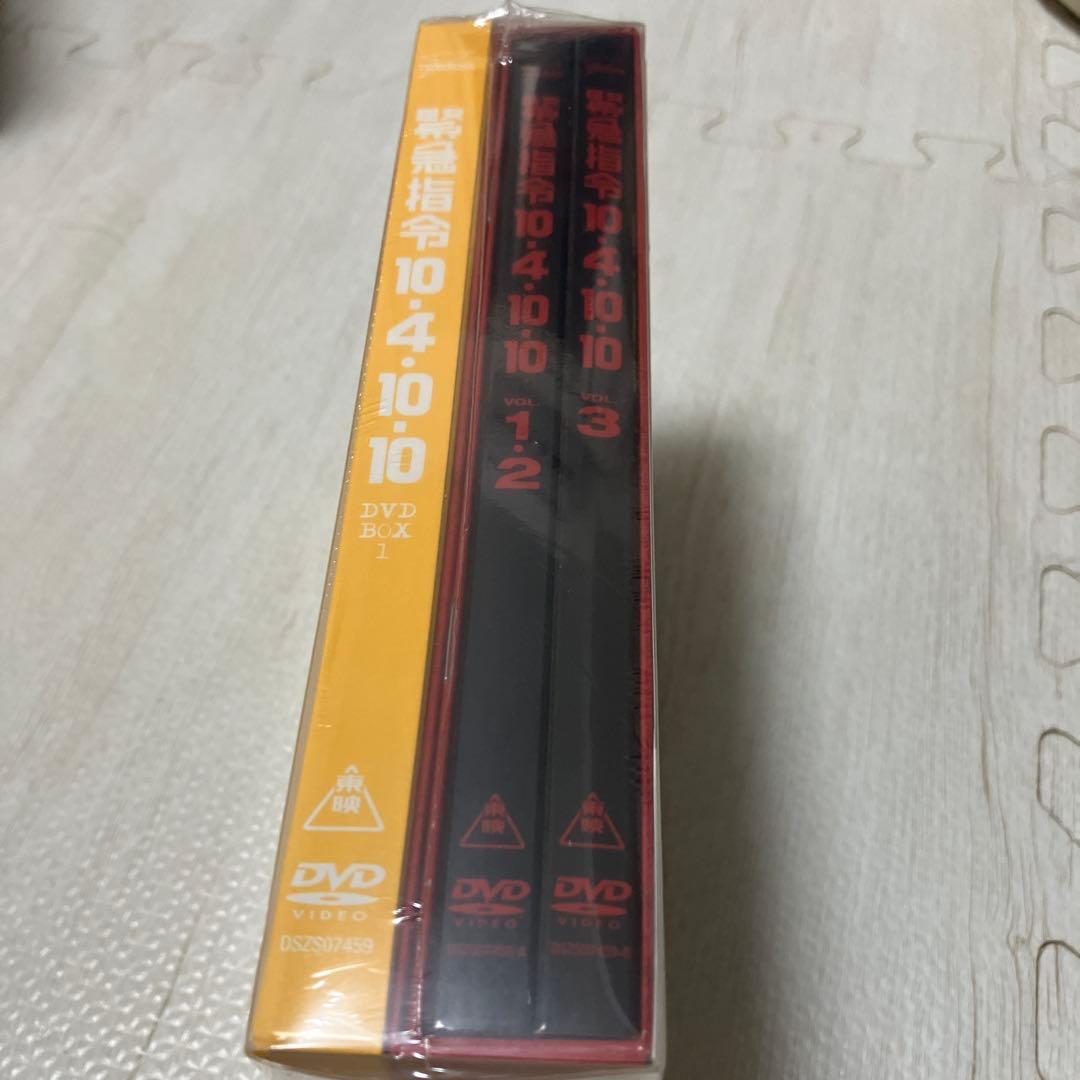 緊急指令
10・4・10・10
DVD
BOX
1
東映
DVD
VIDEO
DSZS07459
緊急指令
10・4・10・10
VOL.
1・2
東映
DVD
VIDEO
緊急指令
10・4・10・10
VOL.
3
東映
DVD
VIDEO